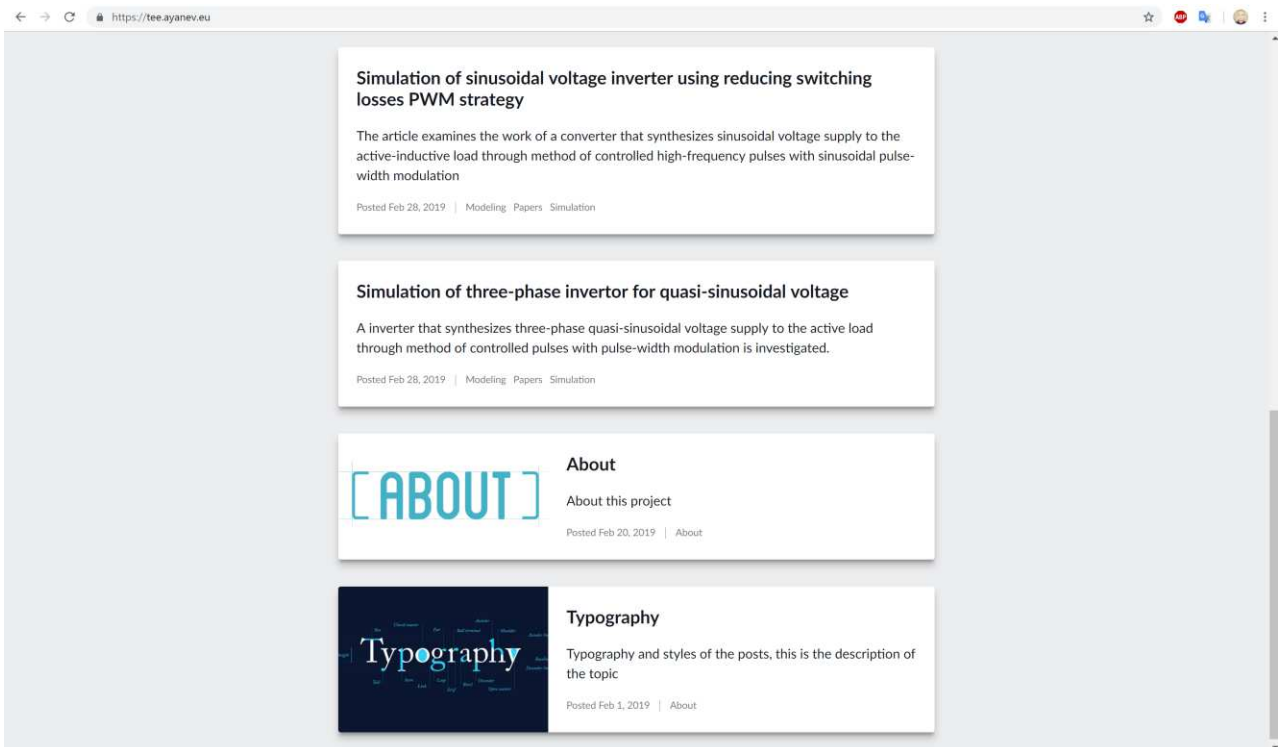 https://tee.ayanev.eu
ABP
Simulation of sinusoidal voltage inverter using reducing switching
losses PWM strategy
The article examines the work of a converter that synthesizes sinusoidal voltage supply to the
active-inductive load through method of controlled high-frequency pulses with sinusoidal pulse-
width modulation
Posted Feb 28, 2019 | Modeling Papers Simulation
Simulation of three-phase invertor for quasi-sinusoidal voltage
A inverter that synthesizes three-phase quasi-sinusoidal voltage supply to the active load
through method of controlled pulses with pulse-width modulation is investigated.
Posted Feb 28, 2019 | Modeling Papers Simulation
[ ABOUT ]
About
About this project
Posted Feb 20, 2019 | About
Typography
Typography
Typography and styles of the posts, this is the description of
the topic
Posted Feb 1, 2019 | About